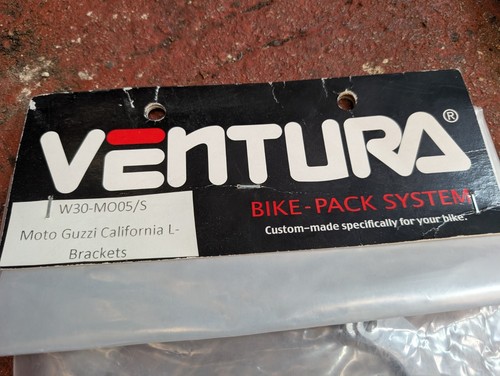 VENTURA®
W30-MO05/S
Moto Guzzi California L-
Brackets
BIKE-PACK SYSTEM
Custom-made specifically for your bike.